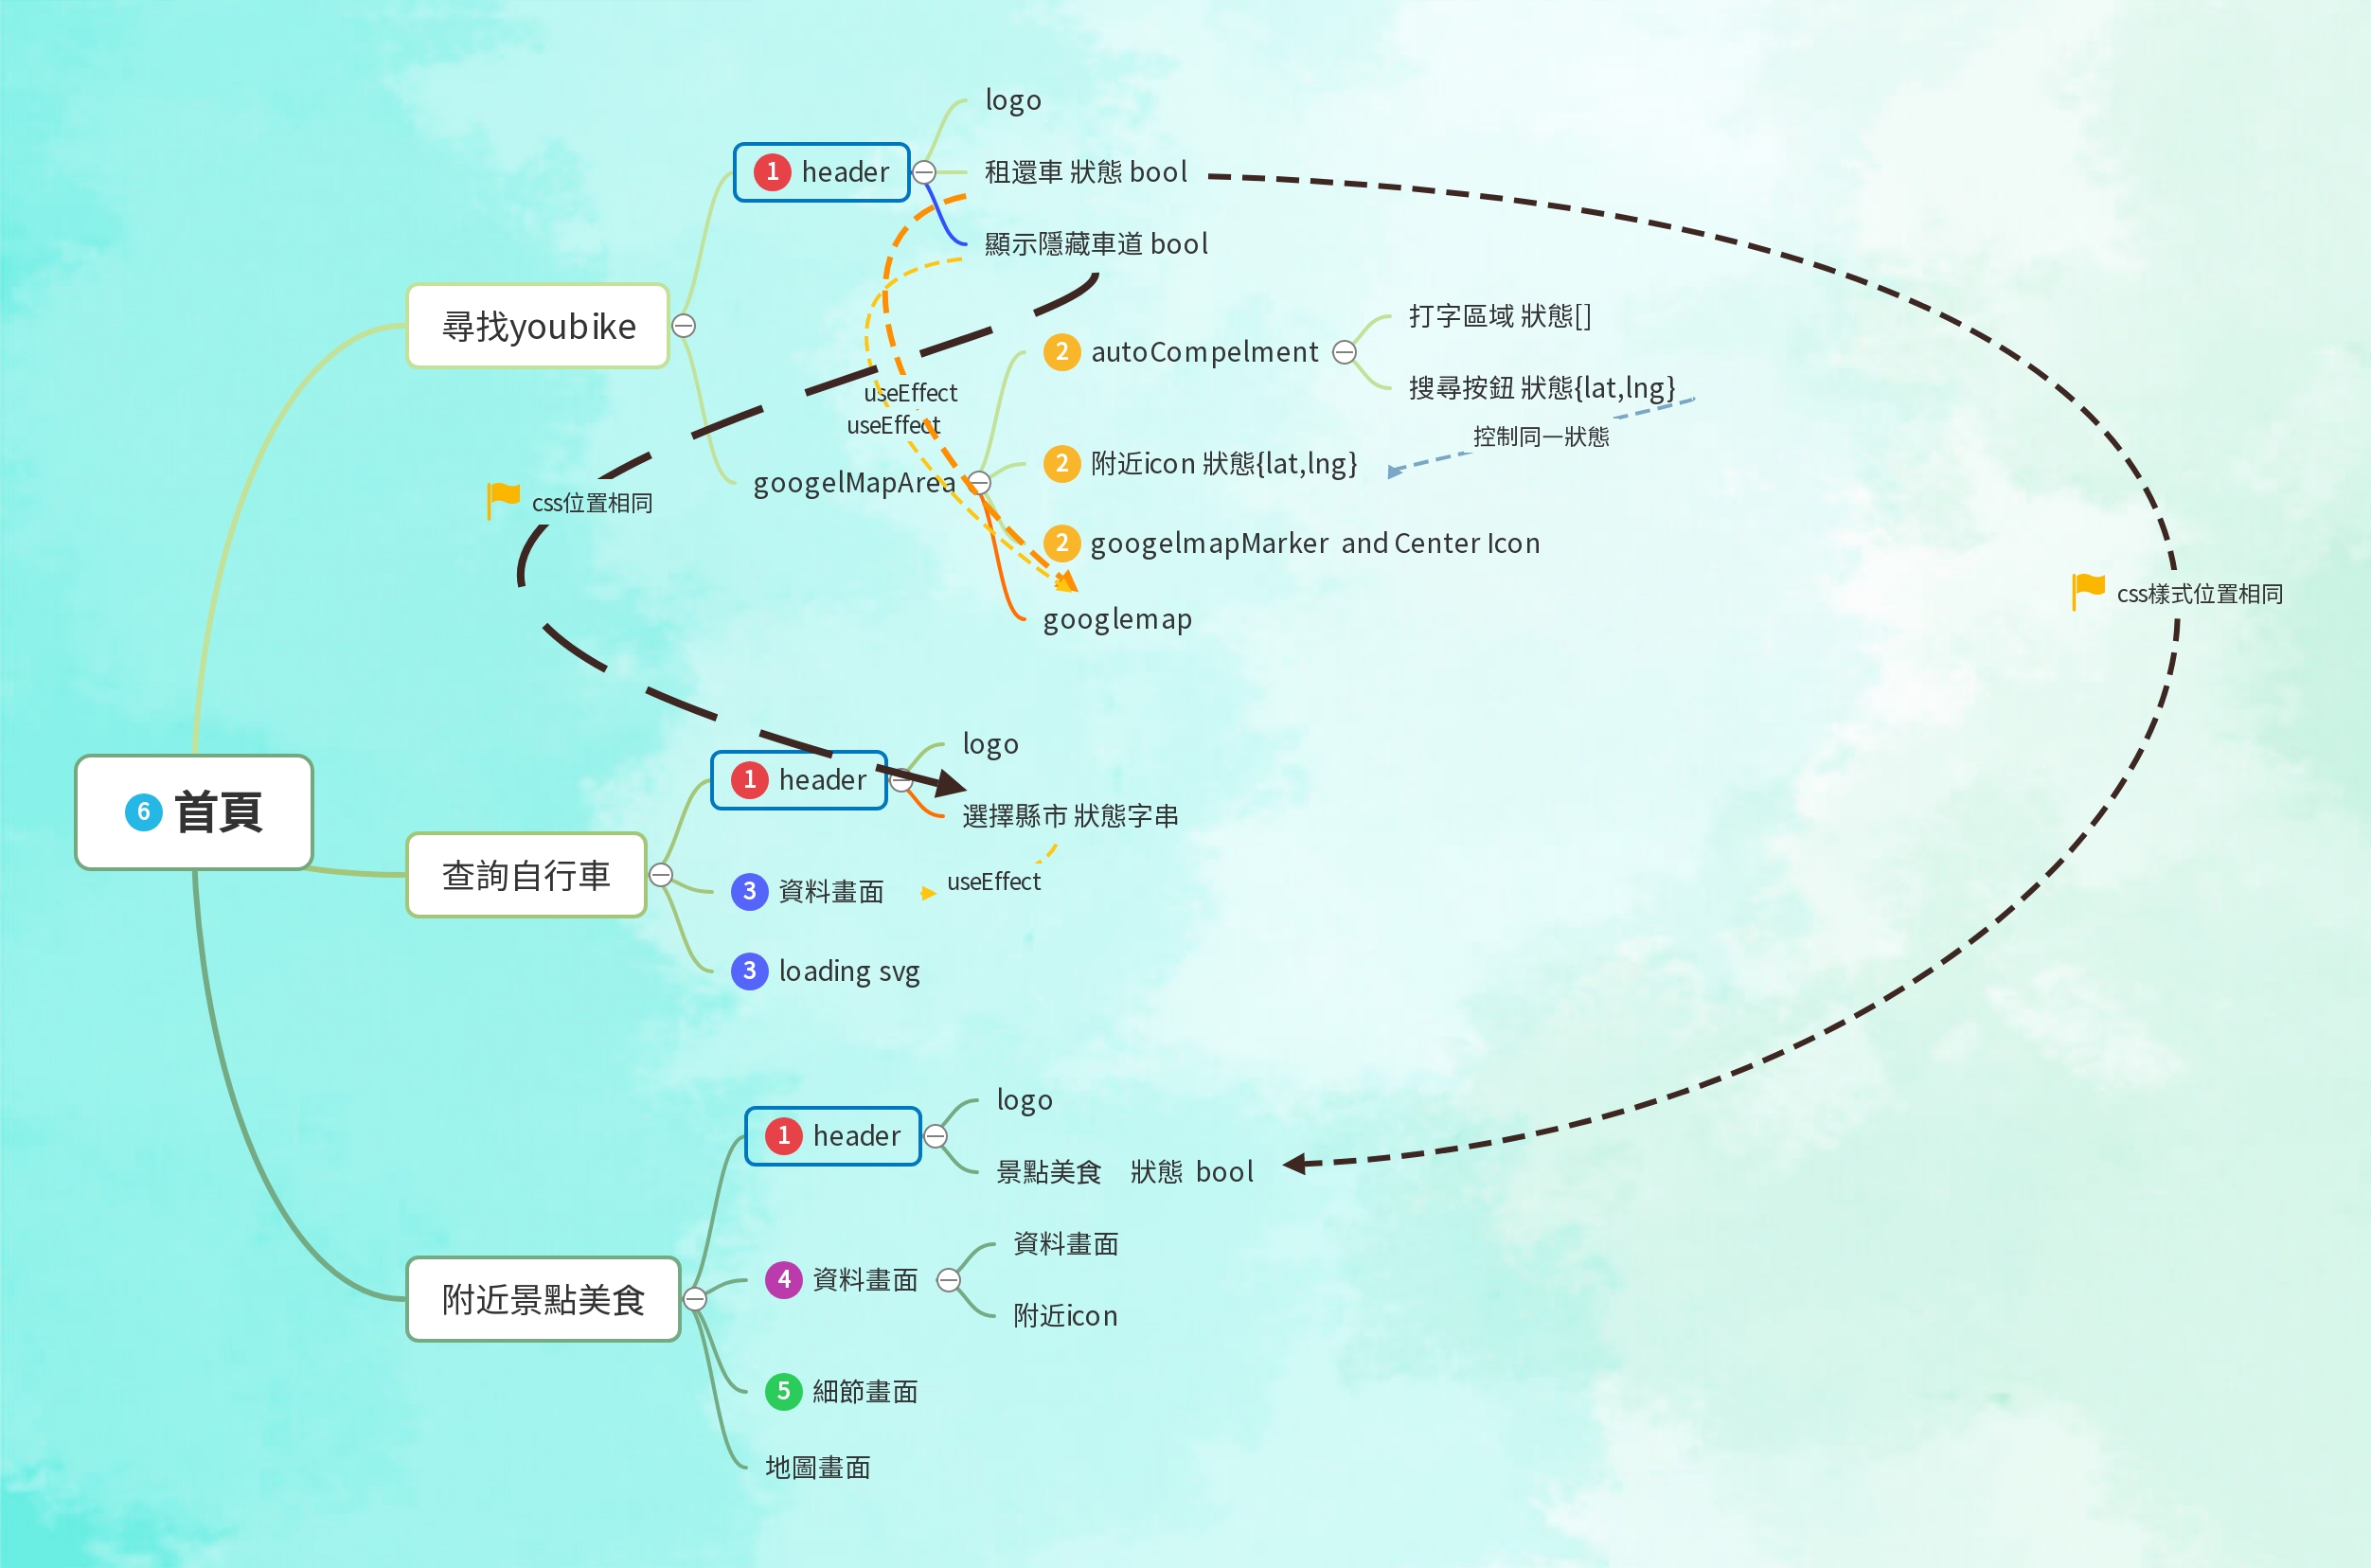 logo
1 header
租還車 狀態 bool
顯示隱藏車道 bool
尋找youbike
打字區域 狀態[]
2 autoCompelment
搜尋按鈕 狀態{lat,lng}
useEffect
useEffect
控制同一狀態
2 附近icon 狀態{lat,lng}
googelMapArea
css位置相同
2 googelmapMarker and Center Icon
css樣式位置相同
googlemap
logo
1 header
選擇縣市 狀態字串
6 首頁
查詢自行車
3 資料畫面
useEffect
3 loading svg
logo
1 header
景點美食 狀態 bool
資料畫面
4 資料畫面
附近景點美食
附近icon
5 細節畫面
地圖畫面